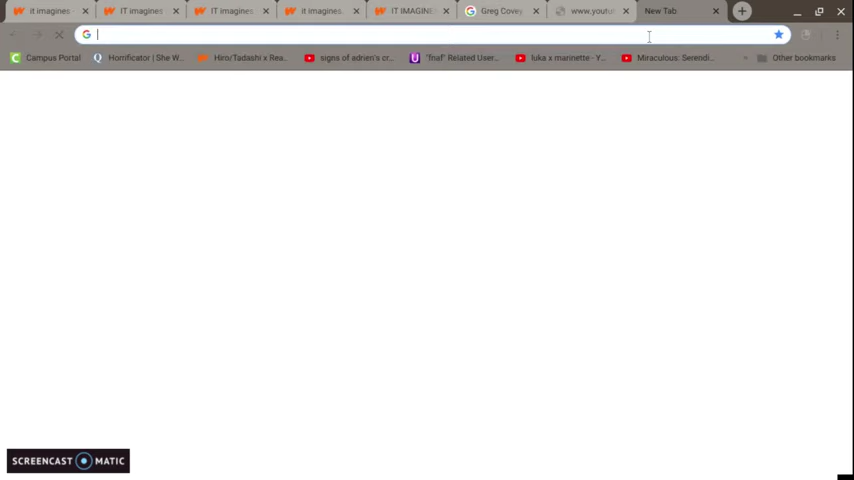 it imagines - IT imagines IT imagines it imagines. IT IMAGINE Greg Covey www.youtu New Tab
Campus Portal Horrificator | She W... Hiro/Tadashi x Rea... signs of adrien's cr... "fnaf" Related User... luka x marinette - Y... Miraculous: Serendi... » Other bookmarks
SCREENCAST MATIC